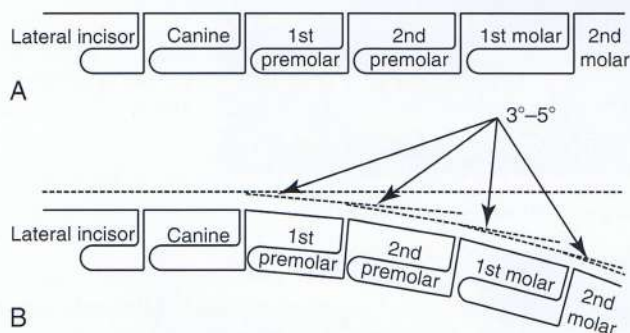 Lateral incisor
Canine
1st
premolar
2nd
premolar
1st molar
2nd
molar
A
3°–5°
Lateral incisor
Canine
1st
premolar
2nd
premolar
1st molar
2nd
molar
B